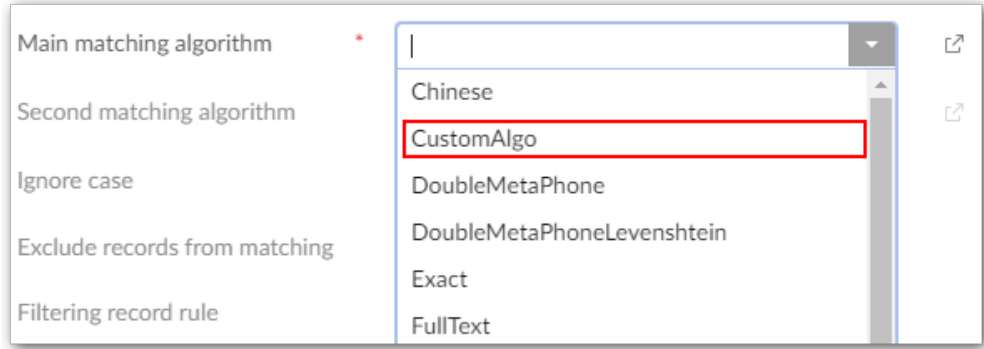 Main matching algorithm *
Chinese
Second matching algorithm
CustomAlgo
Ignore case
DoubleMetaPhone
DoubleMetaPhoneLevenshtein
Exclude records from matching
Exact
Filtering record rule
FullText